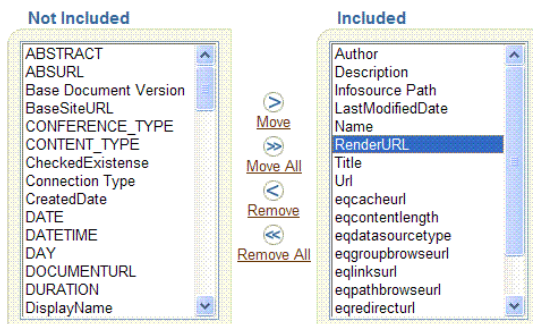 Not Included
ABSTRACT
ABSURL
Base Document Version
BaseSiteURL
CONFERENCE_TYPE
CONTENT_TYPE
CheckedExistense
Connection Type
CreatedDate
DATE
DATETIME
DAY
DOCUMENTURL
DURATION
DisplayName
Move
Move All
Remove
Remove All
Included
Author
Description
Infosource Path
LastModifiedDate
Name
RenderURL
Title
Url
eqcacheurl
eqcontentlength
eqdatasourcetype
eqgroupbrowseurl
eqlinksurl
eqpathbrowseurl
eqredirecturl